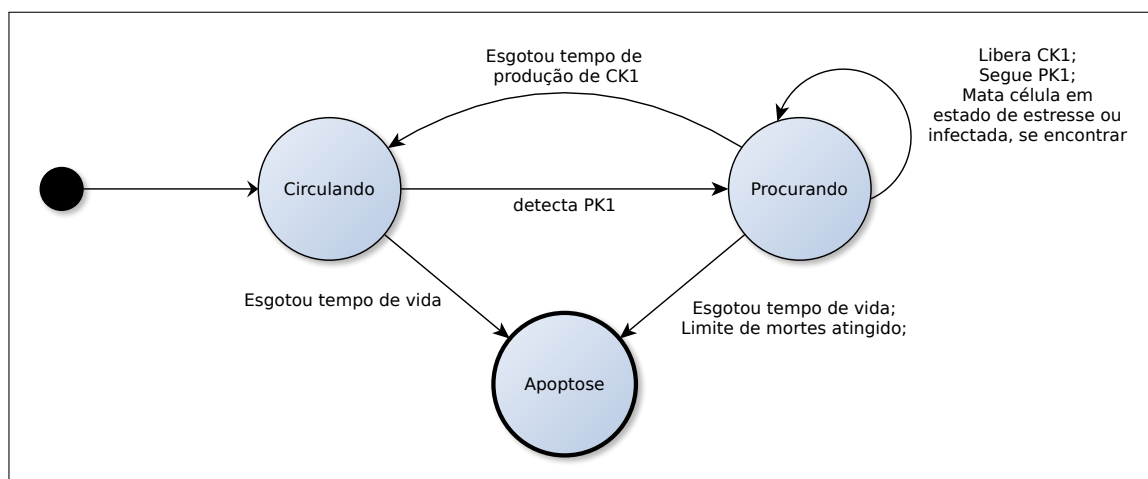 Esgotou tempo de
produção de CK1
Libera CK1;
Segue PK1;
Mata célula em
estado de estresse ou
infectada, se encontrar
Circulando
Procurando
detecta PK1
Esgotou tempo de vida
Esgotou tempo de vida;
Limite de mortes atingido;
Apoptose